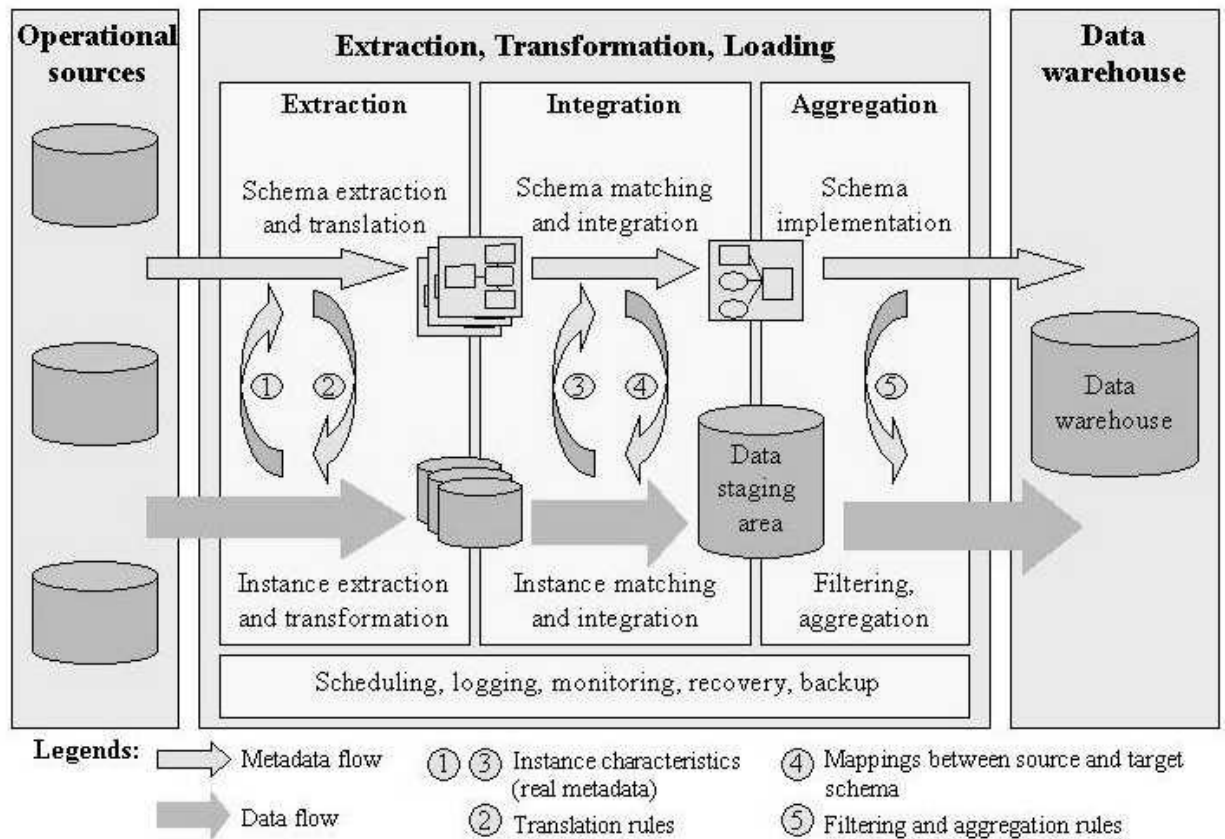 Operational
sources
Extraction, Transformation, Loading
Data
warehouse
Extraction
Integration
Aggregation
Schema extraction
and translation
Schema matching
and integration
Schema
implementation
1
2
3
4
5
Data
staging
area
Data
warehouse
Instance extraction
and transformation
Instance matching
and integration
Filtering,
aggregation
Scheduling, logging, monitoring, recovery, backup
Legends:
Metadata flow
Data flow
1 3 Instance characteristics
(real metadata)
2 Translation rules
4 Mappings between source and target
schema
5 Filtering and aggregation rules